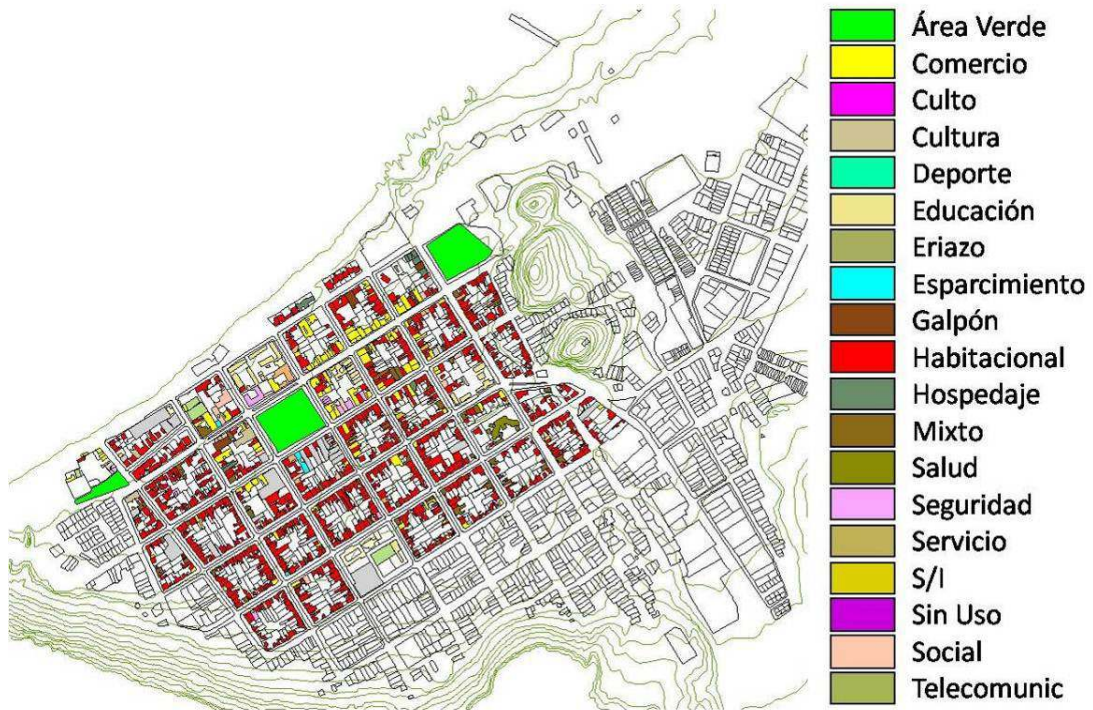 Área Verde
Comercio
Culto
Cultura
Deporte
Educación
Eriazo
Esparcimiento
Galpón
Habitacional
Hospedaje
Mixto
Salud
Seguridad
Servicio
S/I
Sin Uso
Social
Telecomunic